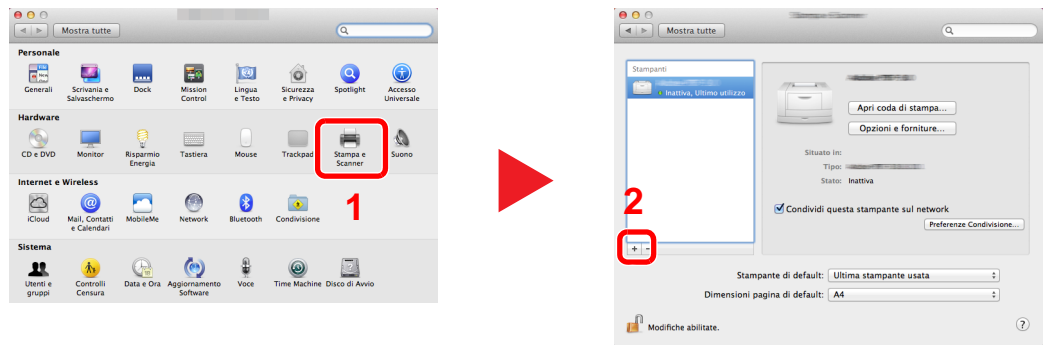 Mostra tutte
Personale
Generali
Scrivania e
Salvaschermo
Dock
Mission
Control
Lingua
e Testo
Sicurezza
e Privacy
Spotlight
Accesso
Universale
Hardware
CD e DVD
Monitor
Risparmio
Energia
Tastiera
Mouse
Trackpad
Stampa e
Scanner
Suono
Internet e Wireless
iCloud
Mail, Contatti
e Calendari
MobileMe
Network
Bluetooth
Condivisione
1
Sistema
Utenti e
gruppi
Controlli
Censura
Data e Ora
Aggiornamento
Software
Voce
Time Machine
Disco di Avvio
Mostra tutte
Stampanti
Inattiva, Ultimo utilizzo
2
+ -
Apri coda di stampa...
Opzioni e forniture...
Situato in:
Tipo:
Stato: Inattiva
Condividi questa stampante sul network
Preferenze Condivisione...
Stampante di default: Ultima stampante usata
Dimensioni pagina di default: A4
Modifiche abilitate.
?